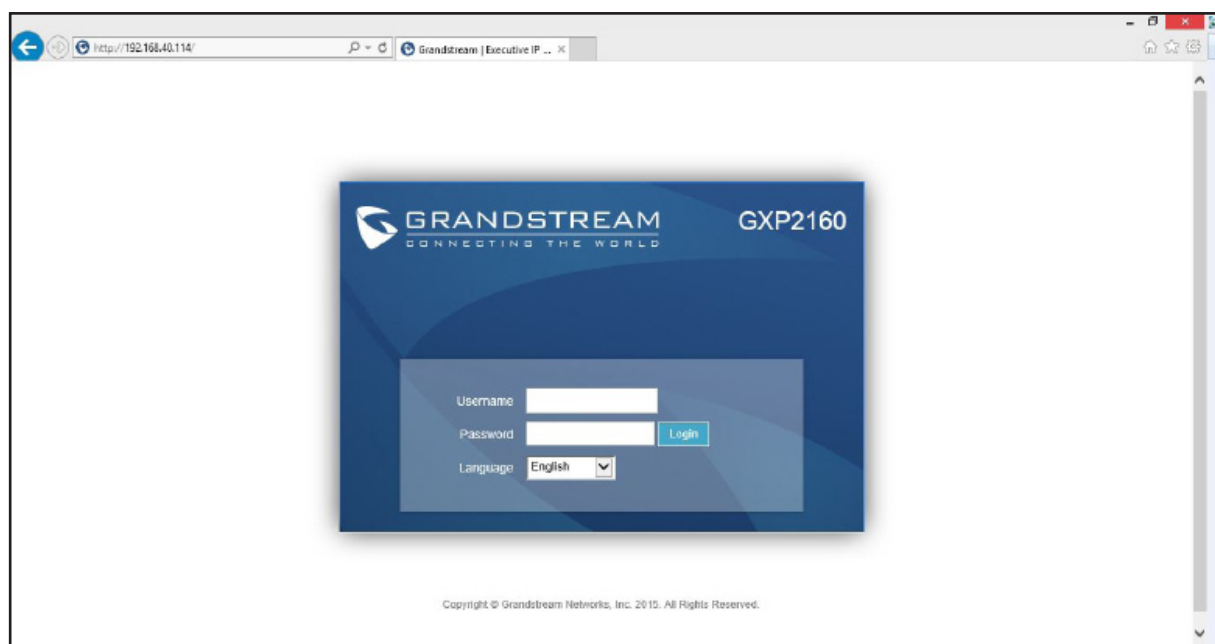 http://192.168.40.114/
Grandstream | Executive IP ...
GRANDSTREAM
CONNECTING THE WORLD
GXP2160
Username
Password
Login
Language
English
Copyright © Grandstream Networks, Inc. 2015. All Rights Reserved.